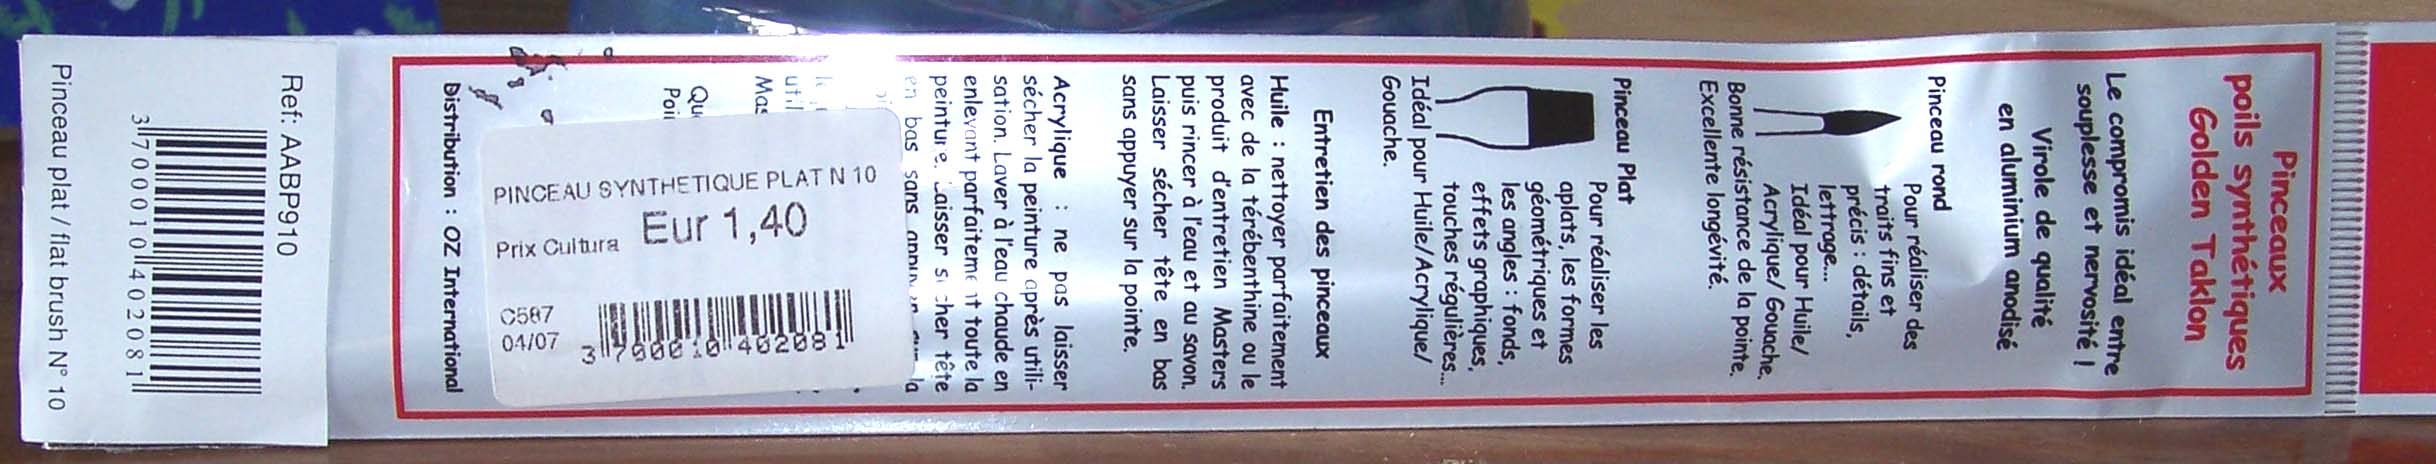 Pinceaux
poils synthétiques
Golden Taklon
Le compromis idéal entre
souplesse et nervosité !
Virole de qualité
en aluminium anodisé
Pinceau rond
Pour réaliser des
traits fins et
précis : détails,
lettrage...
Idéal pour Huile/
Acrylique/ Gouache.
Bonne résistance de la pointe.
Excellente longévité.
Pinceau Plat
Pour réaliser les
aplats, les formes
géométriques et
les angles : fonds,
effets graphiques,
touches régulières...
Idéal pour Huile/Acrylique/
Gouache.
Entretien des pinceaux
Huile : nettoyer parfaitement
avec de la térébenthine ou le
produit d'entretien Masters
puis rincer à l'eau et au savon.
Laisser sécher tête en bas
sans appuyer sur la pointe.
Acrylique : ne pas laisser
sécher la peinture après utili-
sation. Laver à l'eau chaude en
enlevant parfaitement toute la
peinture. Laisser sécher tête
en bas sans appuyer sur la
Distribution : OZ International
PINCEAU SYNTHETIQUE PLAT N 10
Prix Cultura Eur 1,40
C587
04/07
3 700010 402081
Ref: AABP910
3 700010 402081
Pinceau plat / flat brush N° 10